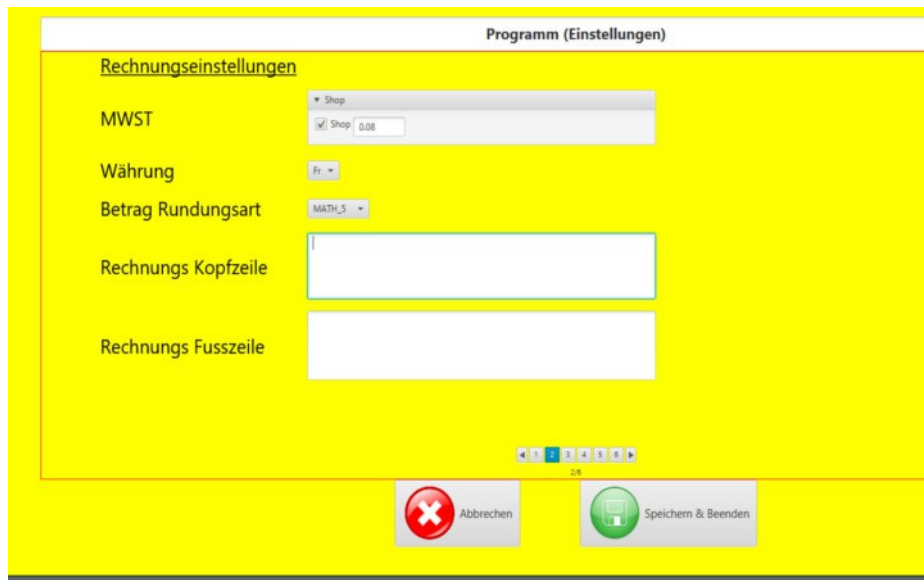 Programm (Einstellungen)
Rechnungseinstellungen
Shop
MWST
Shop 0.08
Währung
Fr
Betrag Rundungsart
MATH_5
Rechnungs Kopfzeile
Rechnungs Fusszeile
1 2 3 4 5 6
2/6
Abbrechen
Speichern & Beenden